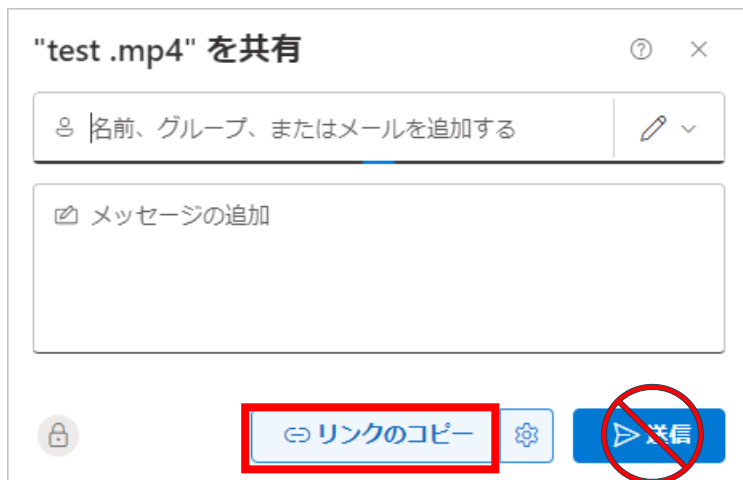 "test .mp4" を共有
名前、グループ、またはメールを追加する
メッセージの追加
リンクのコピー
送信